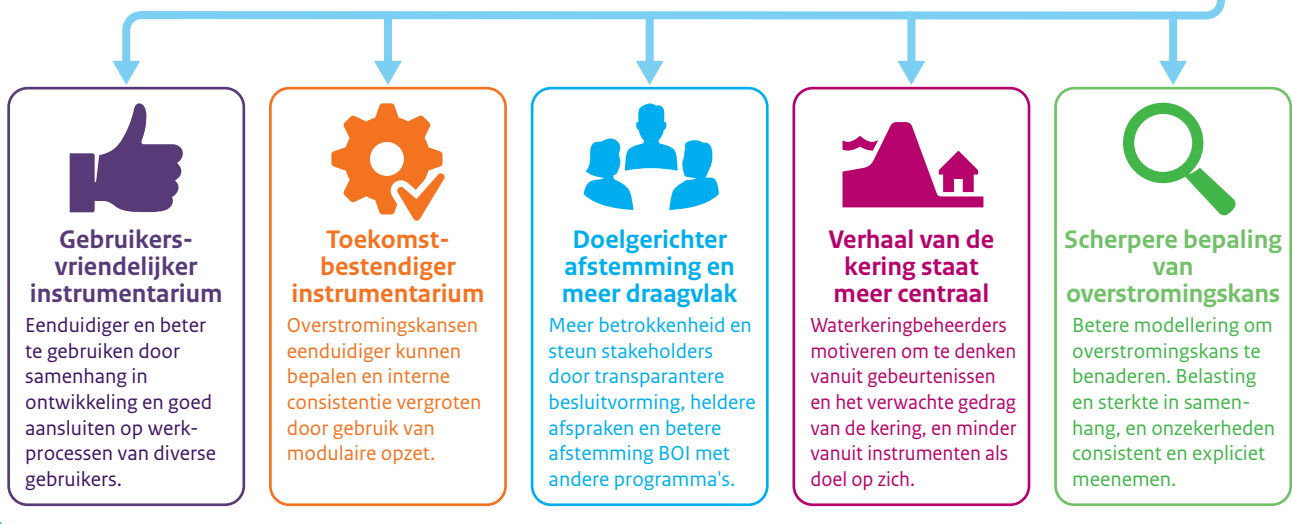 Gebruikers-
vriendelijker
instrumentarium
Eenduidiger en beter
te gebruiken door
samenhang in
ontwikkeling en goed
aansluiten op werk-
processen van diverse
gebruikers.
Toekomst-
bestendiger
instrumentarium
Overstromingskansen
eenduidiger kunnen
bepalen en interne
consistentie vergroten
door gebruik van
modulaire opzet.
Doelgerichter
afstemming en
meer draagvlak
Meer betrokkenheid en
steun stakeholders
door transparantere
besluitvorming, heldere
afspraken en betere
afstemming BOI met
andere programma's.
Verhaal van de
kering staat
meer centraal
Waterkeringbeheerders
motiveren om te denken
vanuit gebeurtenissen
en het verwachte gedrag
van de kering, en minder
vanuit instrumenten als
doel op zich.
Scherpere bepaling
van
overstromingskans
Betere modellering om
overstromingskans te
benaderen. Belasting
en sterkte in samen-
hang, en onzekerheden
consistent en expliciet
meenemen.